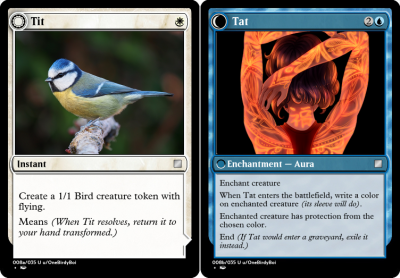 Tit
Instant
Create a 1/1 Bird creature token with
flying.
Means (When Tit resolves, return it to
your hand transformed.)
008a/035 U u/OneBirdyBoi
Tat
2
Enchantment — Aura
Enchant creature
When Tat enters the battlefield, write a color
on enchanted creature (its sleeve will do).
Enchanted creature has protection from the
chosen color.
End (If Tat would enter a graveyard, exile it
instead.)
008b/035 U u/OneBirdyBoi